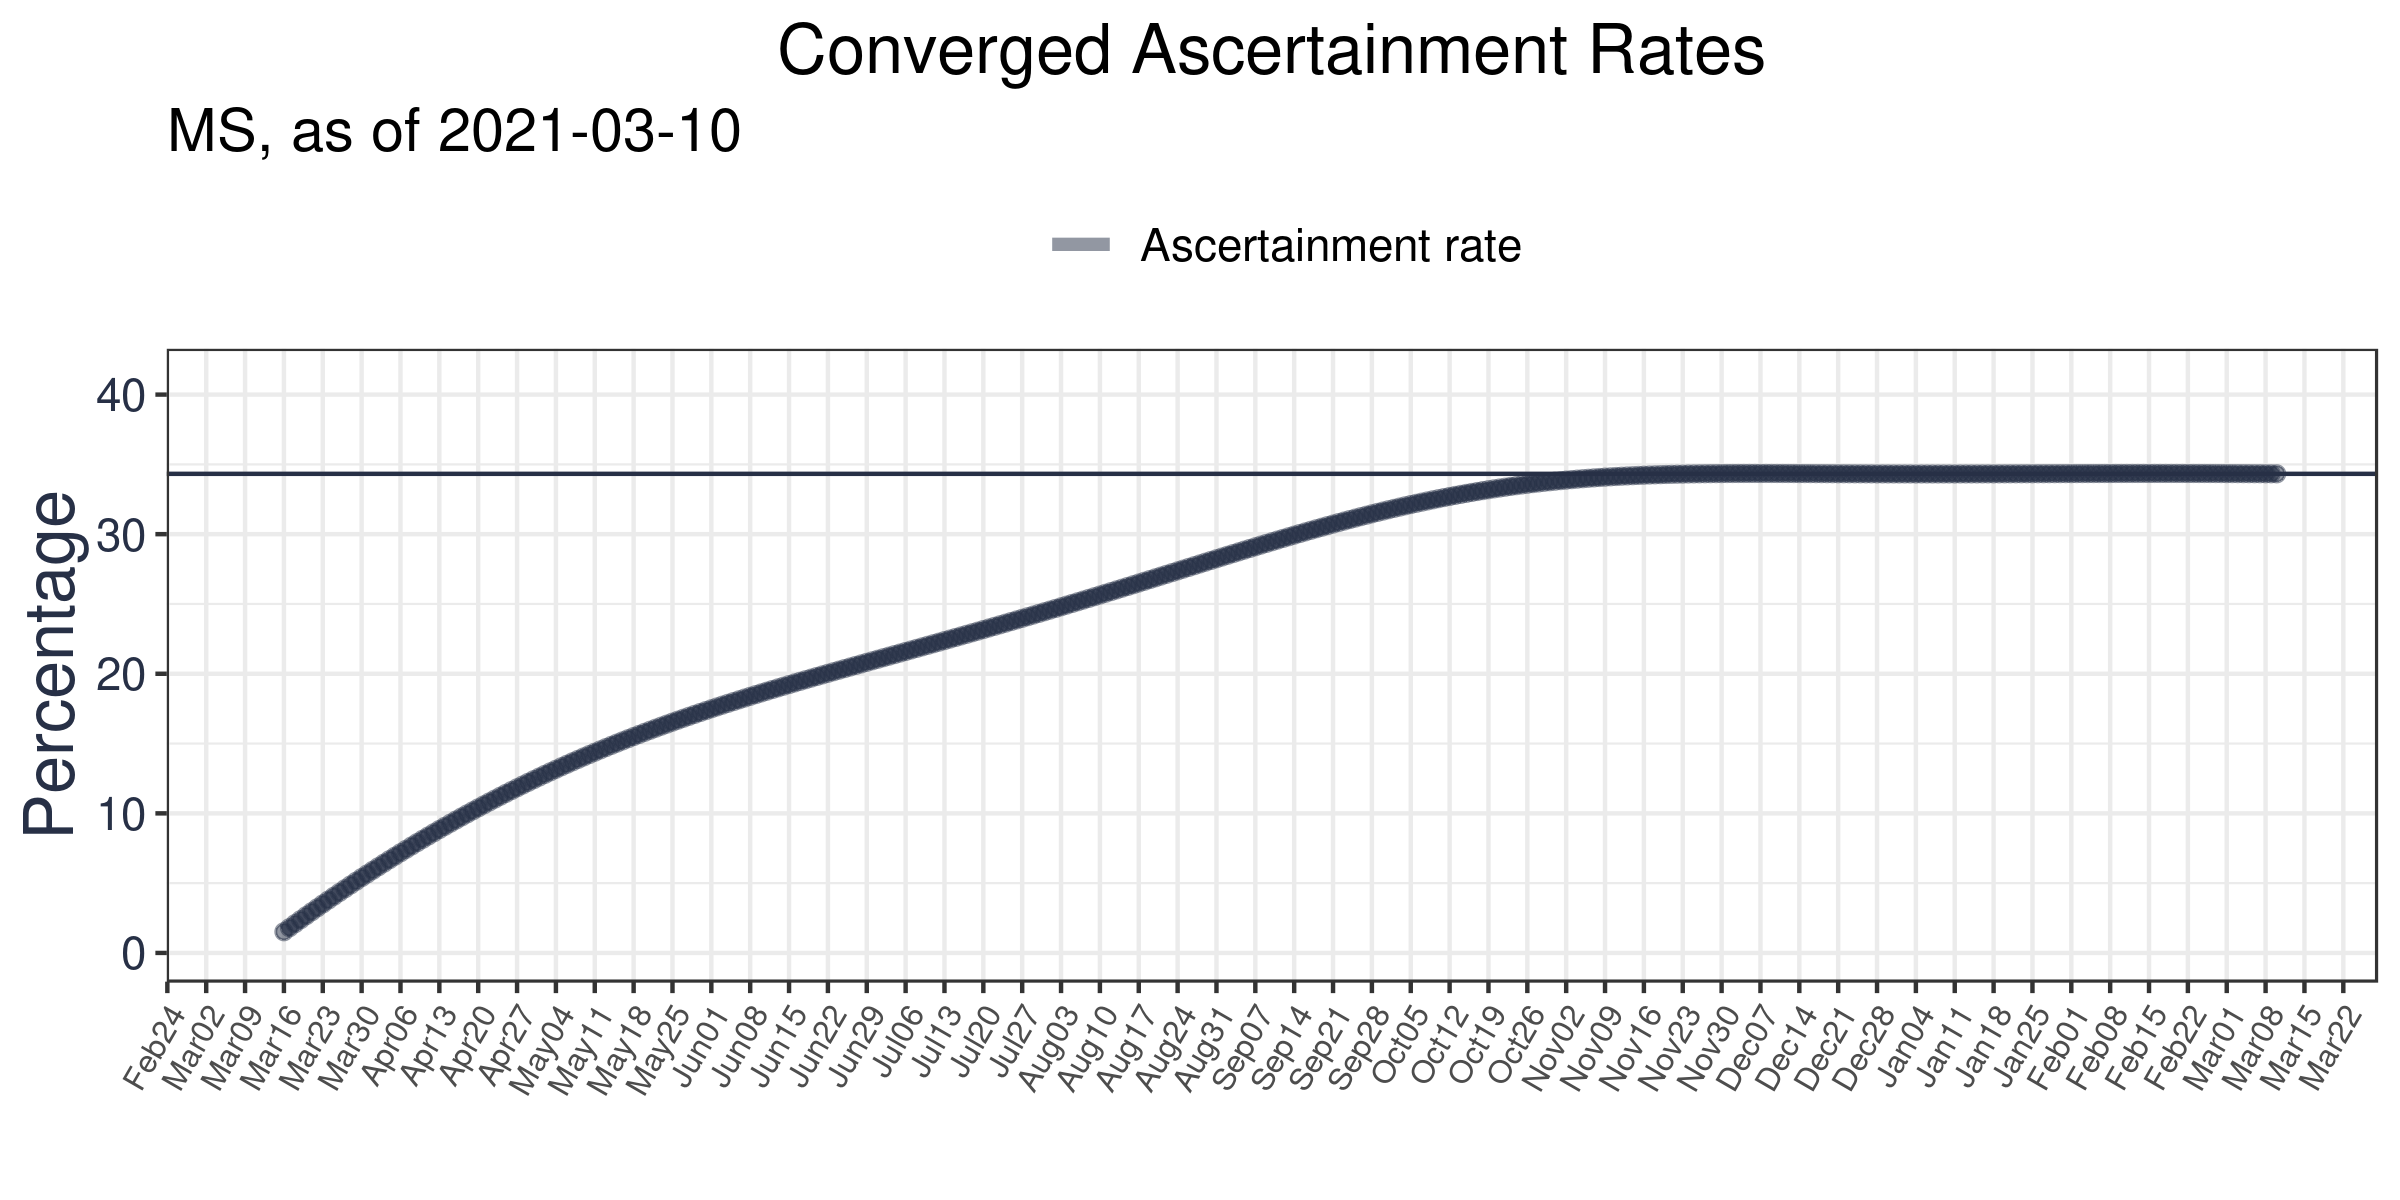 Converged Ascertainment Rates
MS, as of 2021-03-10
Ascertainment rate
Percentage
40
30
20
10
0
Feb24
Mar02
Mar09
Mar16
Mar23
Mar30
Apr06
Apr13
Apr20
Apr27
May04
May11
May18
May25
Jun01
Jun08
Jun15
Jun22
Jun29
Jul06
Jul13
Jul20
Jul27
Aug03
Aug10
Aug17
Aug24
Aug31
Sep07
Sep14
Sep21
Sep28
Oct05
Oct12
Oct19
Oct26
Nov02
Nov09
Nov16
Nov23
Nov30
Dec07
Dec14
Dec21
Dec28
Jan04
Jan11
Jan18
Jan25
Feb01
Feb08
Feb15
Feb22
Mar01
Mar08
Mar15
Mar22